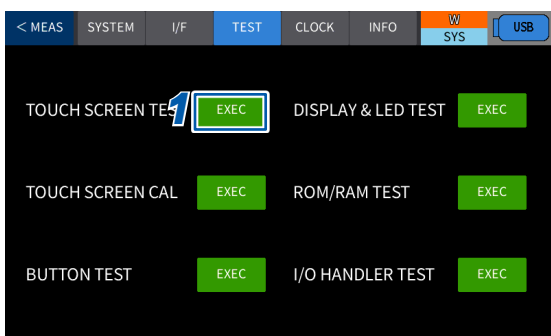 < MEAS SYSTEM I/F TEST CLOCK INFO W SYS USB
TOUCH SCREEN TES 1 EXEC DISPLAY & LED TEST EXEC
TOUCH SCREEN CAL EXEC ROM/RAM TEST EXEC
BUTTON TEST EXEC I/O HANDLER TEST EXEC